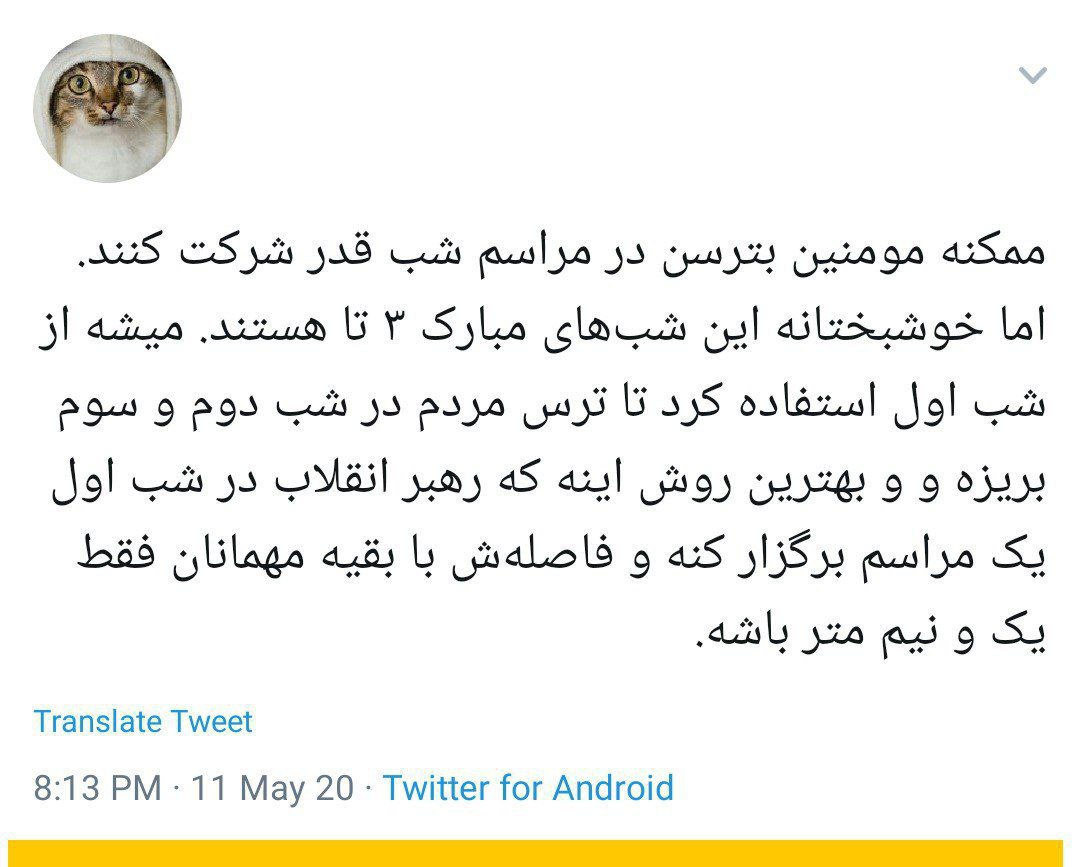 ممکنه مومنین بترسن در مراسم شب قدر شرکت کنند.
اما خوشبختانه این شب‌های مبارک ۳ تا هستند. میشه از
شب اول استفاده کرد تا ترس مردم در شب دوم و سوم
بریزه و و بهترین روش اینه که رهبر انقلاب در شب اول
یک مراسم برگزار کنه و فاصله‌ش با بقیه مهمانان فقط
یک و نیم متر باشه.
Translate Tweet
8:13 PM · 11 May 20 · Twitter for Android